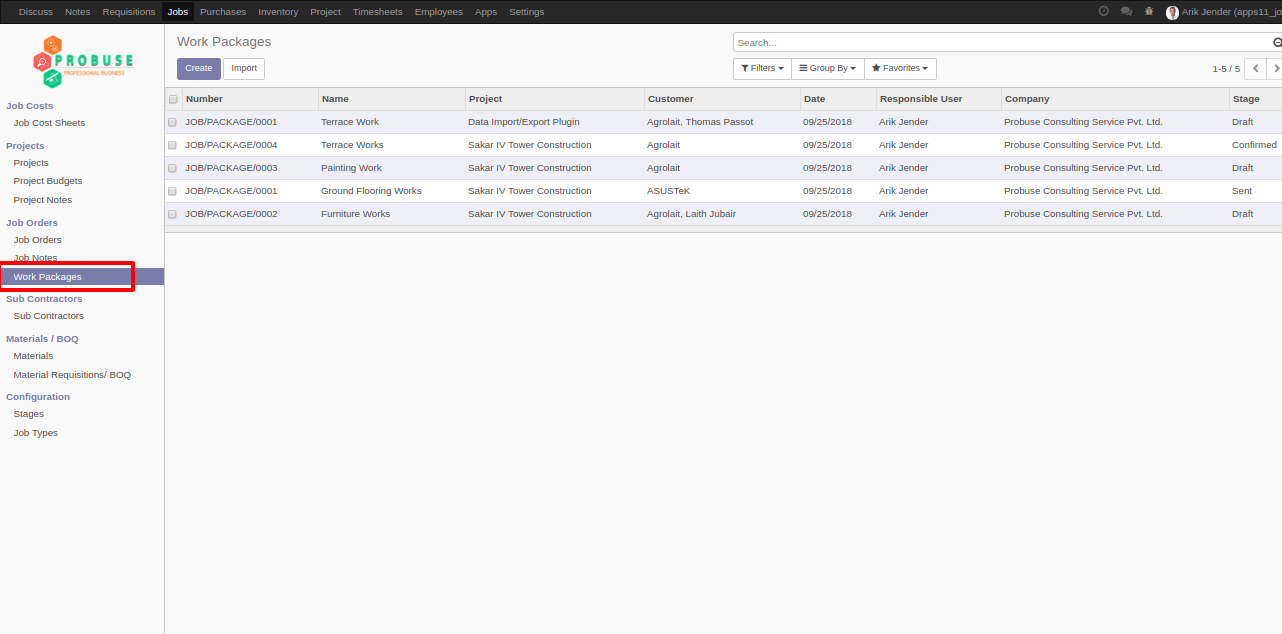 Discuss Notes Requisitions Jobs Purchases Inventory Project Timesheets Employees Apps Settings Arik Jender (apps11_jo
PROBUSE
PROFESSIONAL BUSINESS
Job Costs
Job Cost Sheets
Projects
Projects
Project Budgets
Project Notes
Job Orders
Job Orders
Job Notes
Work Packages
Sub Contractors
Sub Contractors
Materials / BOQ
Materials
Material Requisitions/ BOQ
Configuration
Stages
Job Types
Work Packages
Search...
Create Import
Filters Group By Favorites 1-5 / 5
Number Name Project Customer Date Responsible User Company Stage
JOB/PACKAGE/0001 Terrace Work Data Import/Export Plugin Agrolait, Thomas Passot 09/25/2018 Arik Jender Probuse Consulting Service Pvt. Ltd. Draft
JOB/PACKAGE/0004 Terrace Works Sakar IV Tower Construction Agrolait 09/25/2018 Arik Jender Probuse Consulting Service Pvt. Ltd. Confirmed
JOB/PACKAGE/0003 Painting Work Sakar IV Tower Construction Agrolait 09/25/2018 Arik Jender Probuse Consulting Service Pvt. Ltd. Draft
JOB/PACKAGE/0001 Ground Flooring Works Sakar IV Tower Construction ASUSTeK 09/25/2018 Arik Jender Probuse Consulting Service Pvt. Ltd. Sent
JOB/PACKAGE/0002 Furniture Works Sakar IV Tower Construction Agrolait, Laith Jubair 09/25/2018 Arik Jender Probuse Consulting Service Pvt. Ltd. Draft